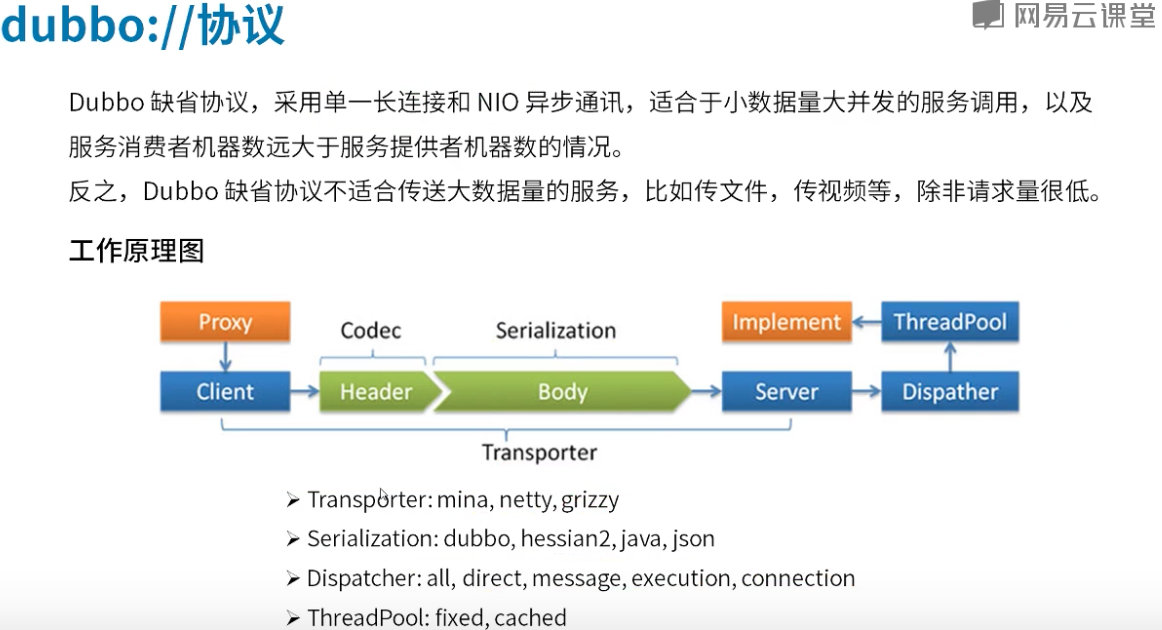 dubbo://协议
网易云课堂
Dubbo 缺省协议，采用单一长连接和 NIO 异步通讯，适合于小数据量大并发的服务调用，以及
服务消费者机器数远大于服务提供者机器数的情况。
反之，Dubbo 缺省协议不适合传送大数据量的服务，比如传文件，传视频等，除非请求量很低。
工作原理图
Proxy
Codec
Serialization
Implement
ThreadPool
Client
Header
Body
Server
Dispather
Transporter
➢ Transporter: mina, netty, grizzy
➢ Serialization: dubbo, hessian2, java, json
➢ Dispatcher: all, direct, message, execution, connection
➢ ThreadPool: fixed, cached